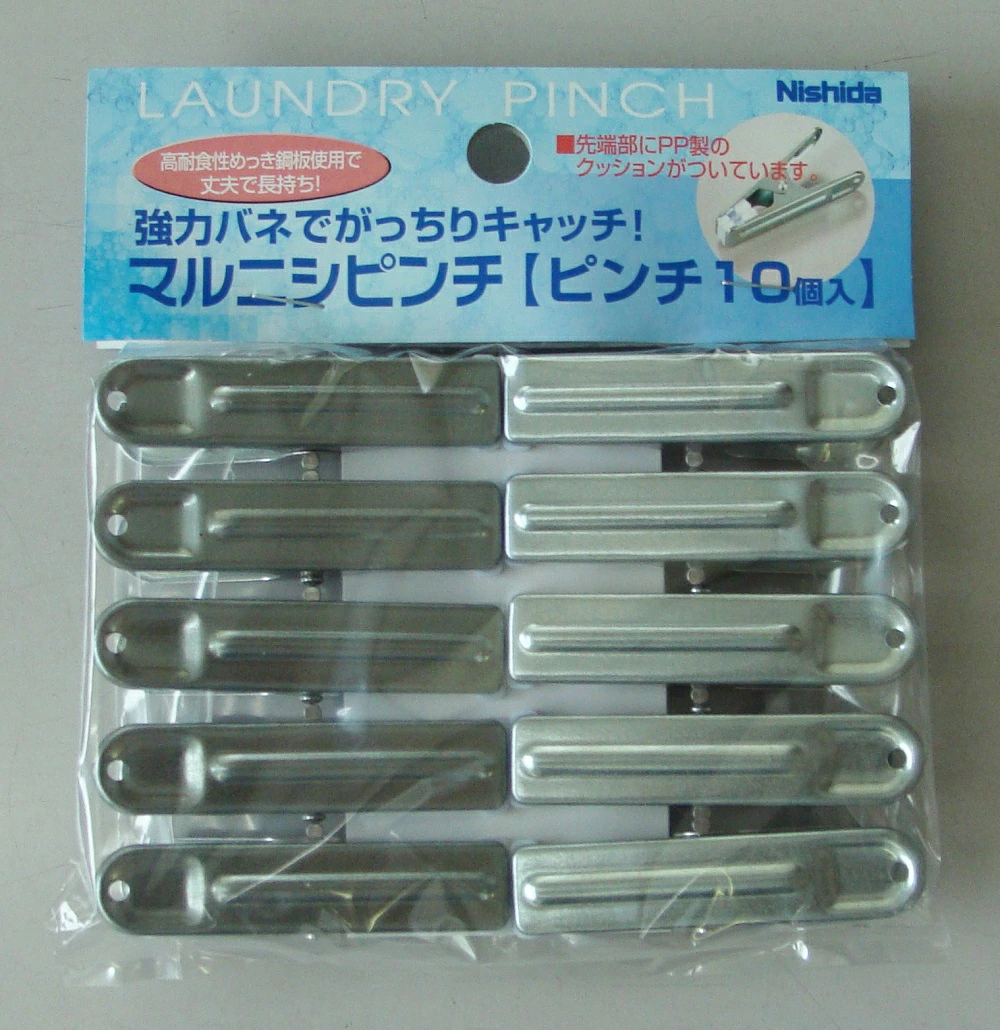 LAUNDRY PINCH
Nishida
高耐食性めっき鋼板使用で
丈夫で長持ち!
■先端部にPP製の
クッションがついています。
強力バネでがっちりキャッチ!
マルニシピンチ【ピンチ10個入】